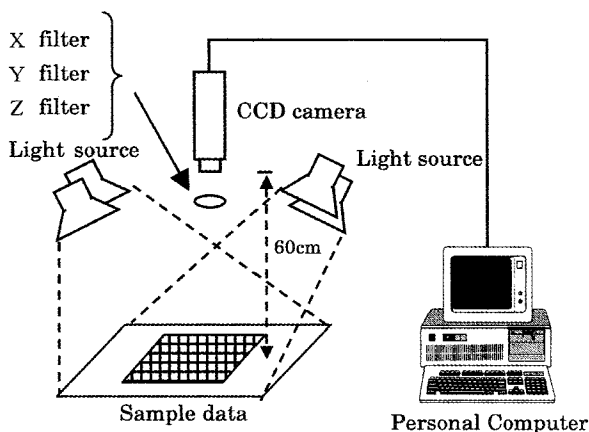 X filter
Y filter
Z filter
CCD camera
Light source
Light source
60cm
Sample data
Personal Computer